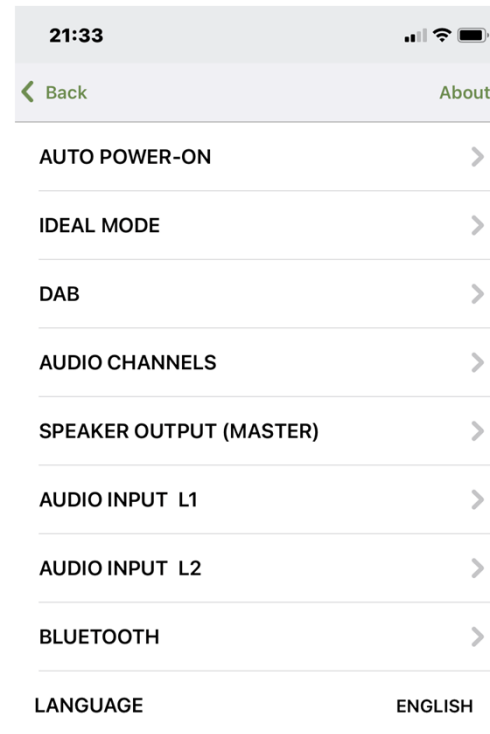 21:33
Back About
AUTO POWER-ON
IDEAL MODE
DAB
AUDIO CHANNELS
SPEAKER OUTPUT (MASTER)
AUDIO INPUT L1
AUDIO INPUT L2
BLUETOOTH
LANGUAGE ENGLISH